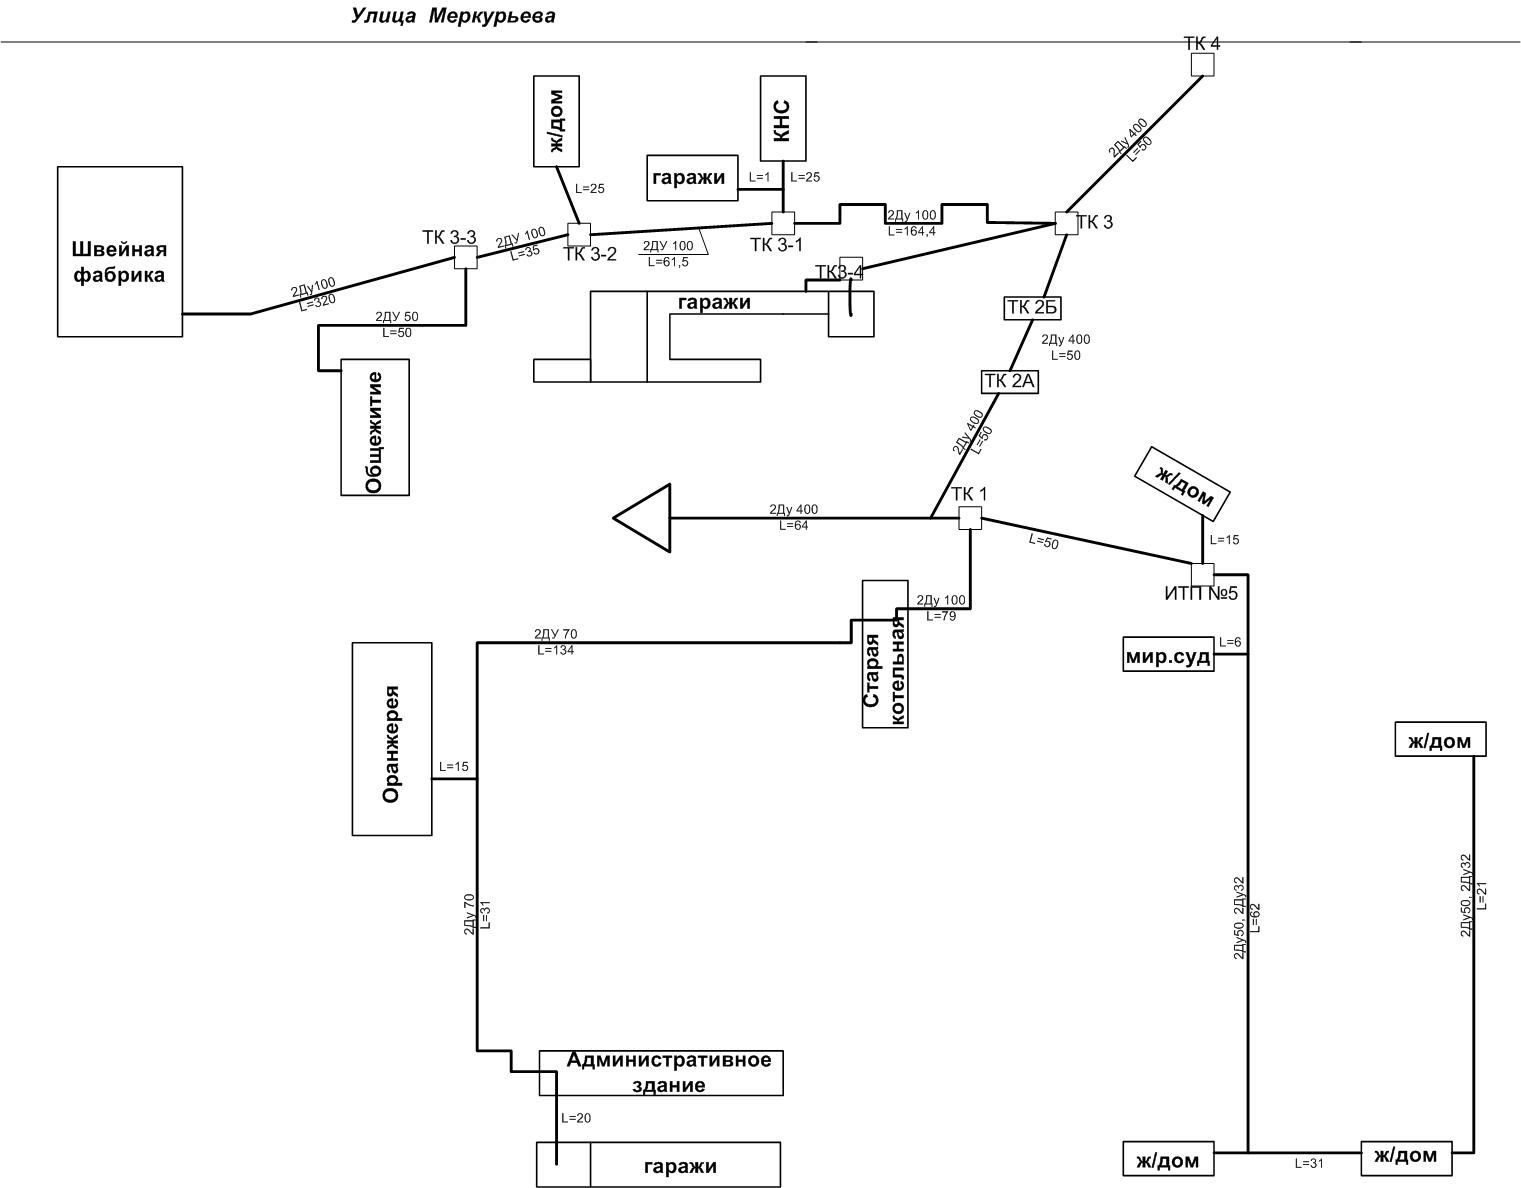 Улица Меркурьева
ТК 4
2Ду 400
L=50
ж/дом
КНС
гаражи
L=1
L=25
L=25
2Ду 100
L=164,4
ТК 3
Швейная
фабрика
ТК 3-3
2ДУ 100
L=35
ТК 3-2
2ДУ 100
L=61,5
ТК 3-1
ТК3-4
2Ду100
L=320
гаражи
2ДУ 50
L=50
Общежитие
ТК 2Б
2Ду 400
L=50
ТК 2А
2Ду 400
L=50
ж/дом
ТК 1
2Ду 400
L=64
L=50
L=15
ИТП №5
2Ду 100
L=79
Старая
котельная
2ДУ 70
L=134
L=6
мир.суд
Оранжерея
L=15
ж/дом
2Ду 70
L=31
2Ду50, 2Ду32
L=62
2Ду50, 2Ду32
L=21
Административное
здание
L=20
гаражи
ж/дом
L=31
ж/дом